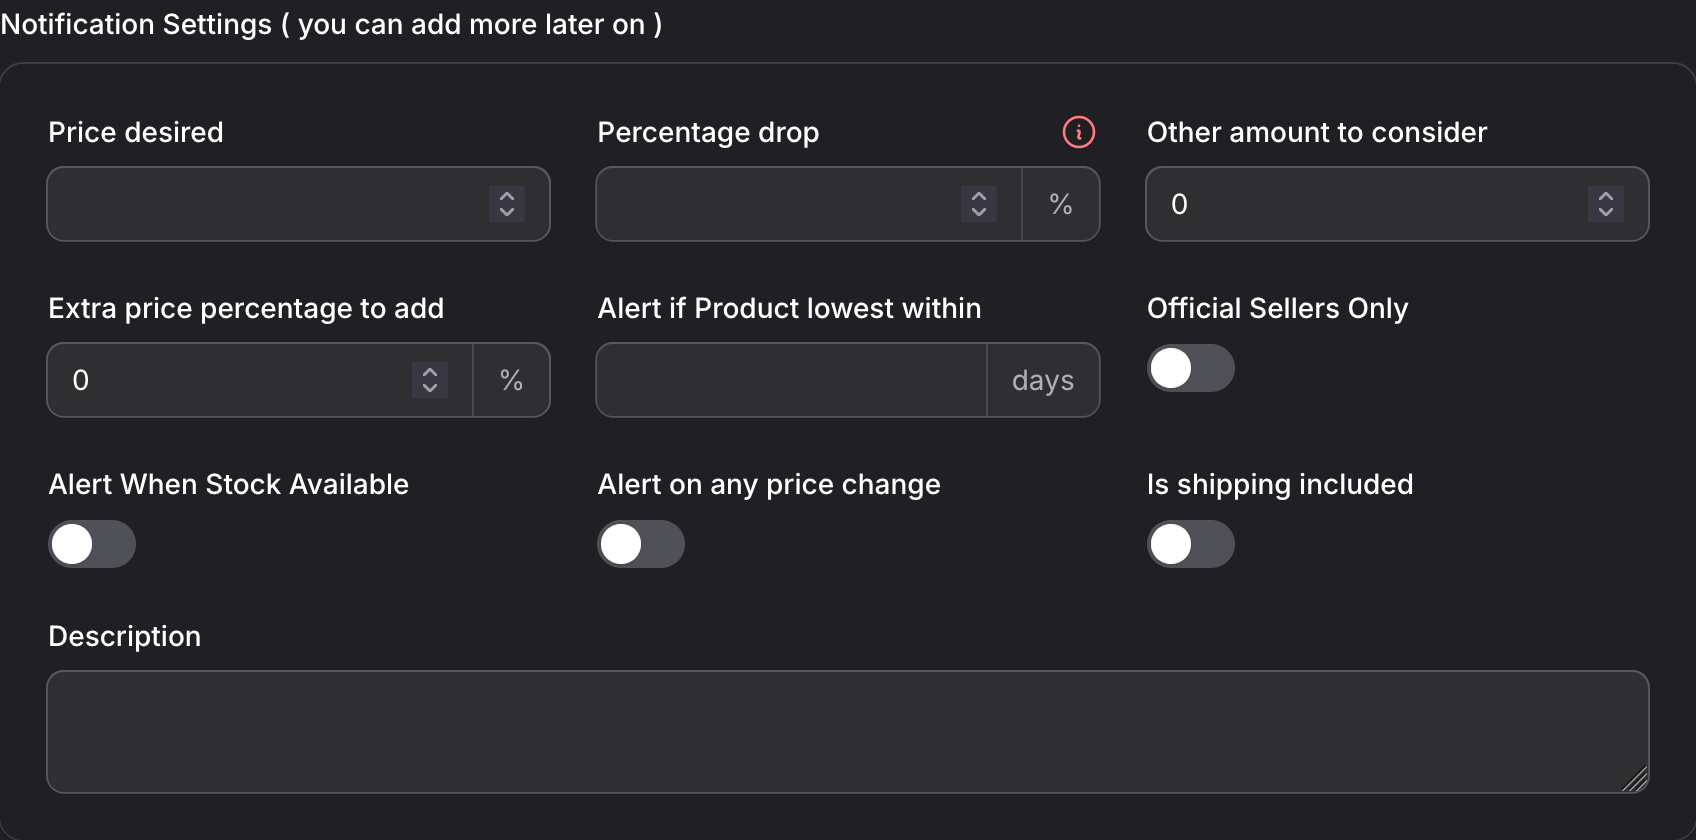 Notification Settings ( you can add more later on )
Price desired
Percentage drop
Other amount to consider
%
0
Extra price percentage to add
Alert if Product lowest within
Official Sellers Only
0
%
days
Alert When Stock Available
Alert on any price change
Is shipping included
Description